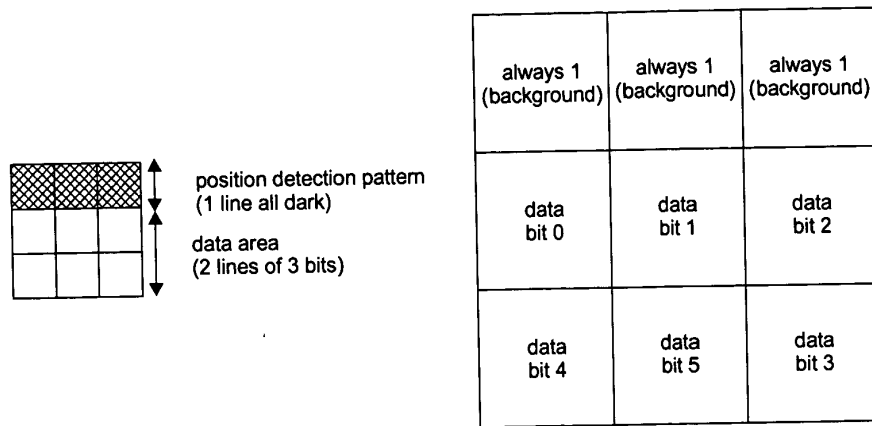 position detection pattern
(1 line all dark)
data area
(2 lines of 3 bits)
always 1
(background)
always 1
(background)
always 1
(background)
data
bit 0
data
bit 1
data
bit 2
data
bit 4
data
bit 5
data
bit 3